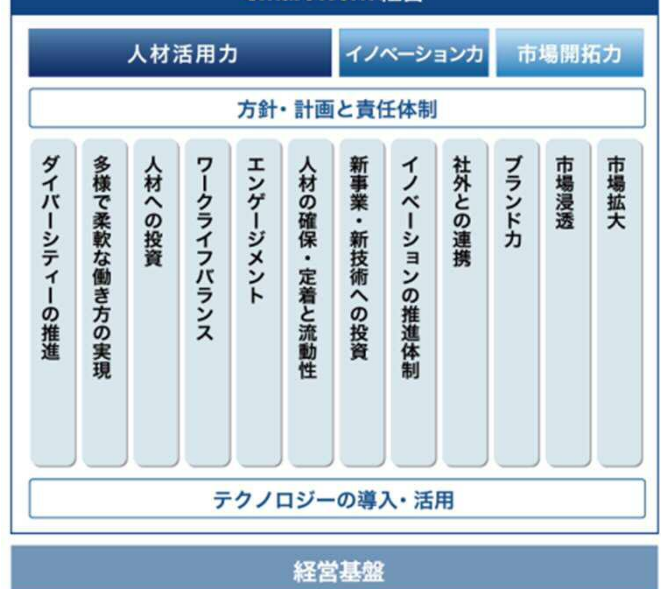 人材活用力
イノベーション力
市場開拓力
方針・計画と責任体制
ダイバーシティーの推進
多様で柔軟な働き方の実現
人材への投資
ワークライフバランス
エンゲージメント
人材の確保・定着と流動性
新事業・新技術への投資
イノベーションの推進体制
社外との連携
ブランド力
市場浸透
市場拡大
テクノロジーの導入・活用
経営基盤